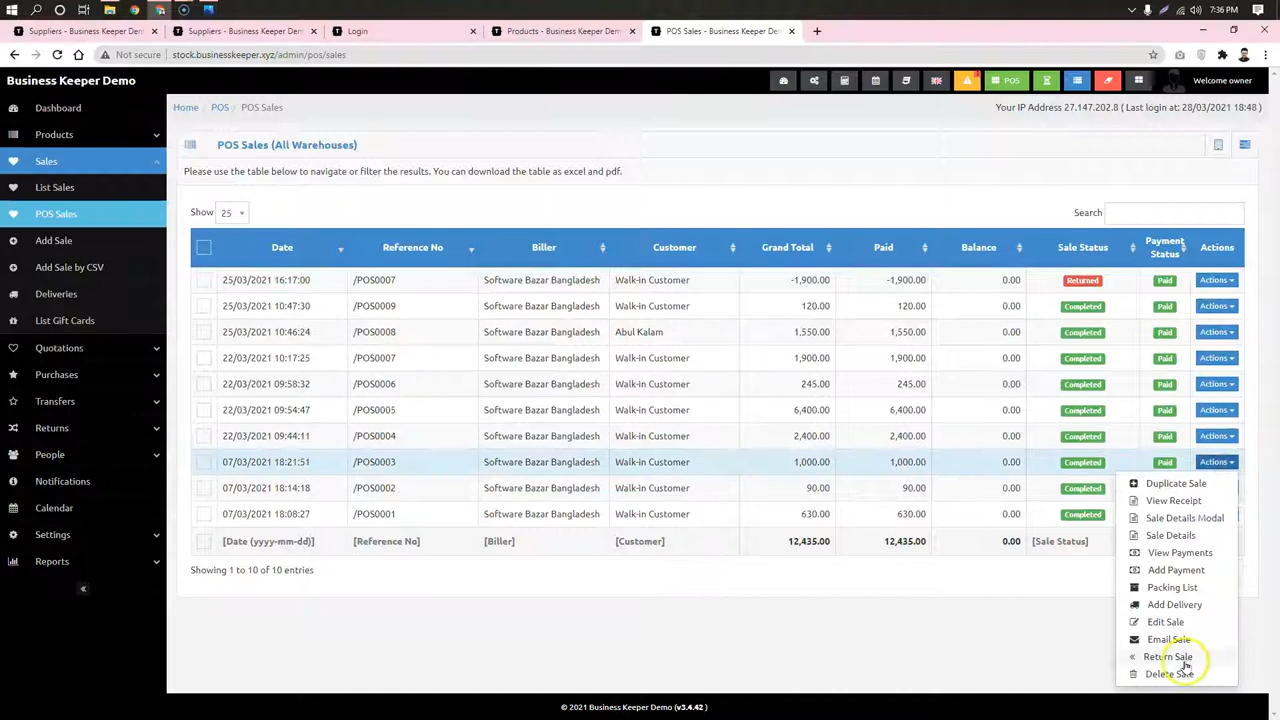 7:36 PM
Suppliers - Business Keeper Demo
Suppliers - Business Keeper Demo
Login
Products - Business Keeper Demo
POS Sales - Business Keeper Demo
Not secure
stock.businesskeeper.xyz/admin/pos/sales
Business Keeper Demo
POS
Welcome owner
Dashboard
Products
Sales
List Sales
POS Sales
Add Sale
Add Sale by CSV
Deliveries
List Gift Cards
Quotations
Purchases
Transfers
Returns
People
Notifications
Calendar
Settings
Reports
Home / POS / POS Sales
Your IP Address 27.147.202.8 ( Last login at: 28/03/2021 18:48 )
POS Sales (All Warehouses)
Please use the table below to navigate or filter the results. You can download the table as excel and pdf.
Show 25
Search
Date Reference No Biller Customer Grand Total Paid Balance Sale Status Payment Status Actions
25/03/2021 16:17:00 /POS0007 Software Bazar Bangladesh Walk-in Customer -1,900.00 -1,900.00 0.00 Returned Paid Actions
25/03/2021 10:47:30 /POS0009 Software Bazar Bangladesh Walk-in Customer 120.00 120.00 0.00 Completed Paid Actions
25/03/2021 10:46:24 /POS0008 Software Bazar Bangladesh Abul Kalam 1,550.00 1,550.00 0.00 Completed Paid Actions
22/03/2021 10:17:25 /POS0007 Software Bazar Bangladesh Walk-in Customer 1,900.00 1,900.00 0.00 Completed Paid Actions
22/03/2021 09:58:32 /POS0006 Software Bazar Bangladesh Walk-in Customer 245.00 245.00 0.00 Completed Paid Actions
22/03/2021 09:54:47 /POS0005 Software Bazar Bangladesh Walk-in Customer 6,400.00 6,400.00 0.00 Completed Paid Actions
22/03/2021 09:44:11 /POS0004 Software Bazar Bangladesh Walk-in Customer 2,400.00 2,400.00 0.00 Completed Paid Actions
07/03/2021 18:21:51 /POS0003 Software Bazar Bangladesh Walk-in Customer 1,000.00 1,000.00 0.00 Completed Paid Actions
07/03/2021 18:14:18 /POS0002 Software Bazar Bangladesh Walk-in Customer 90.00 90.00 0.00 Completed
07/03/2021 18:08:27 /POS0001 Software Bazar Bangladesh Walk-in Customer 630.00 630.00 0.00 Completed
[Date (yyyy-mm-dd)] [Reference No] [Biller] [Customer] 12,435.00 12,435.00 0.00 [Sale Status]
Showing 1 to 10 of 10 entries
Duplicate Sale
View Receipt
Sale Details Modal
Sale Details
View Payments
Add Payment
Packing List
Add Delivery
Edit Sale
Email Sale
Return Sale
Delete Sale
© 2021 Business Keeper Demo (v3.4.42 )